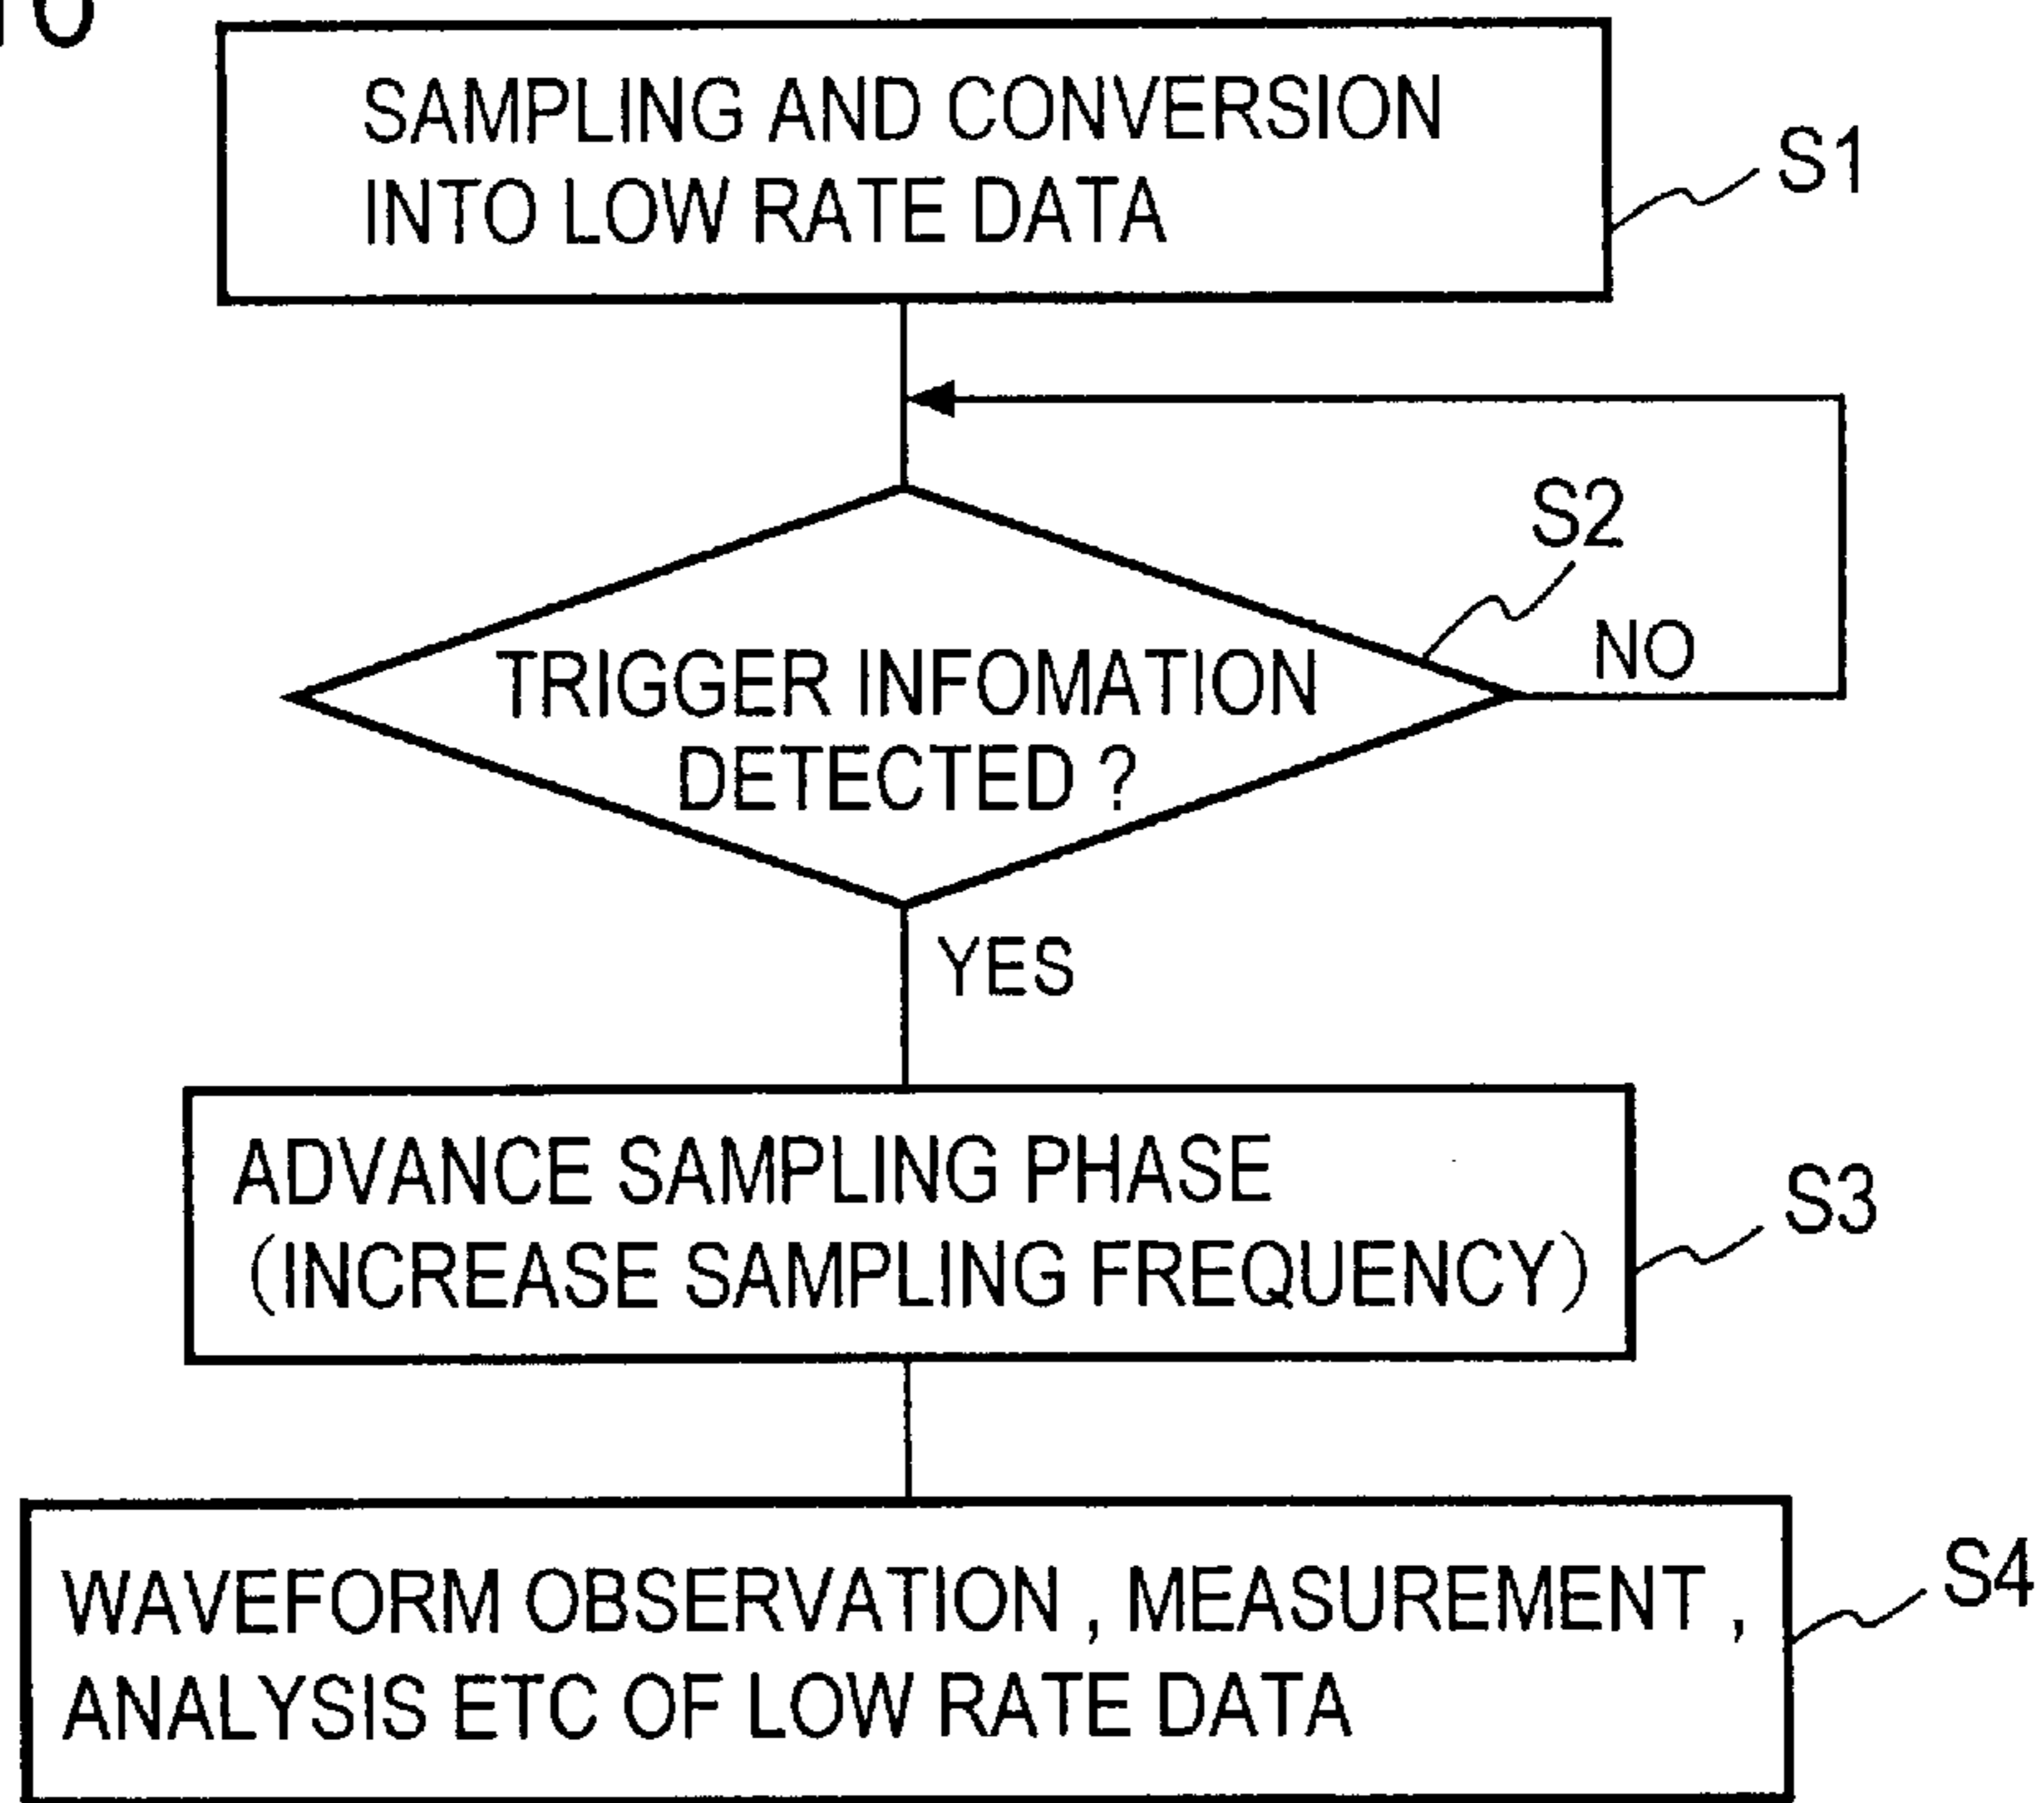 SAMPLING AND CONVERSION
INTO LOW RATE DATA
S1
S2
NO
TRIGGER INFOMATION
DETECTED ?
YES
ADVANCE SAMPLING PHASE
(INCREASE SAMPLING FREQUENCY)
S3
WAVEFORM OBSERVATION , MEASUREMENT ,
ANALYSIS ETC OF LOW RATE DATA
S4